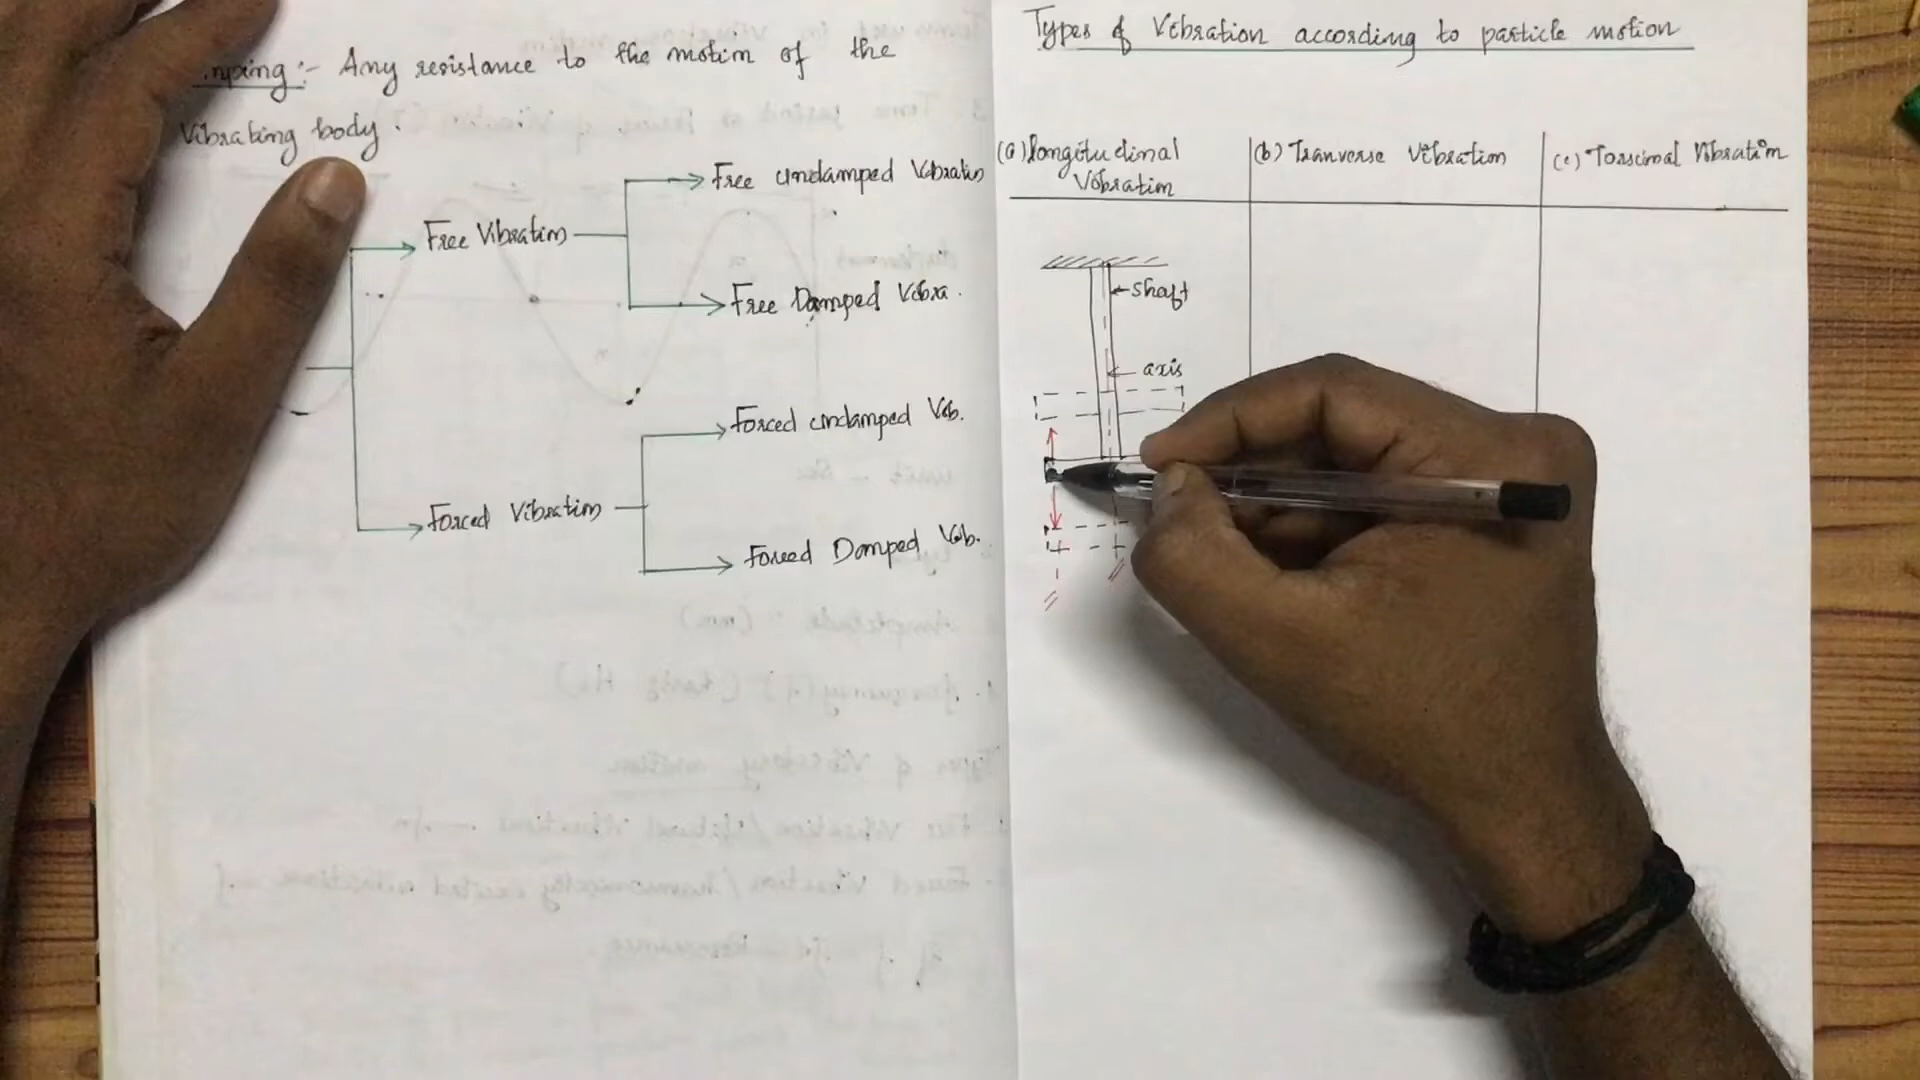 mping :- Any resistance to the motion of the
Vibrating body.
Free Vibration
Free Undamped Vibration
Free Damped Vibra.
Forced Vibration
Forced Undamped Vib.
Forced Damped Vib.
Types of Vibration according to particle motion
(a) Longitudinal
Vibration
(b) Tranverse Vibration
(c) Torsional Vibration
shaft
axis